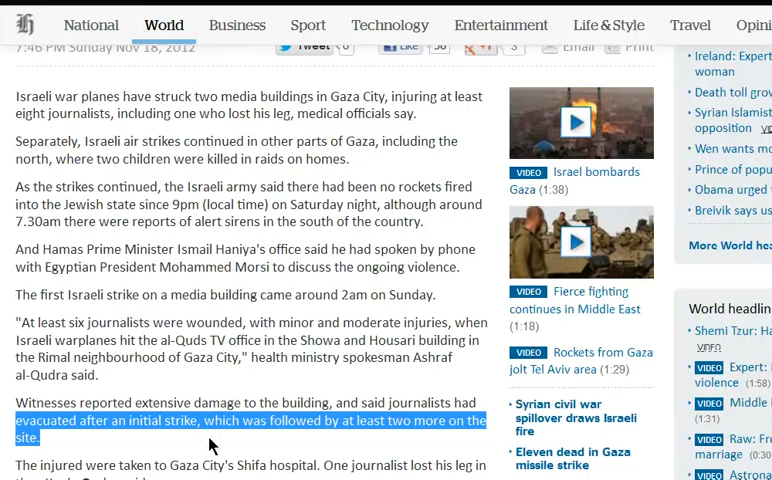 National World Business Sport Technology Entertainment Life & Style Travel Opini
7:46 PM Sunday Nov 18, 2012 Tweet 0 Like 50 +1 3 Email Print
Israeli war planes have struck two media buildings in Gaza City, injuring at least
eight journalists, including one who lost his leg, medical officials say.
Separately, Israeli air strikes continued in other parts of Gaza, including the
north, where two children were killed in raids on homes.
As the strikes continued, the Israeli army said there had been no rockets fired
into the Jewish state since 9pm (local time) on Saturday night, although around
7.30am there were reports of alert sirens in the south of the country.
And Hamas Prime Minister Ismail Haniya's office said he had spoken by phone
with Egyptian President Mohammed Morsi to discuss the ongoing violence.
The first Israeli strike on a media building came around 2am on Sunday.
"At least six journalists were wounded, with minor and moderate injuries, when
Israeli warplanes hit the al-Quds TV office in the Showa and Housari building in
the Rimal neighbourhood of Gaza City," health ministry spokesman Ashraf
al-Qudra said.
Witnesses reported extensive damage to the building, and said journalists had
evacuated after an initial strike, which was followed by at least two more on the
site.
The injured were taken to Gaza City's Shifa hospital. One journalist lost his leg in
VIDEO Israel bombards
Gaza (1:38)
VIDEO Fierce fighting
continues in Middle East
(1:18)
VIDEO Rockets from Gaza
jolt Tel Aviv area (1:29)
Syrian civil war
spillover draws Israeli
fire
Eleven dead in Gaza
missile strike
Ireland: Expert
woman
Death toll grow
Syrian Islamist
opposition
Wen wants mo
Prince of popu
Obama urged
Breivik says us
More World hea
World headlin
Shemi Tzur: Ha
VIDEO Expert:
violence (1:58)
VIDEO Middle
(1:31)
VIDEO Raw: Fr
marriage (0:30
VIDEO Astrona